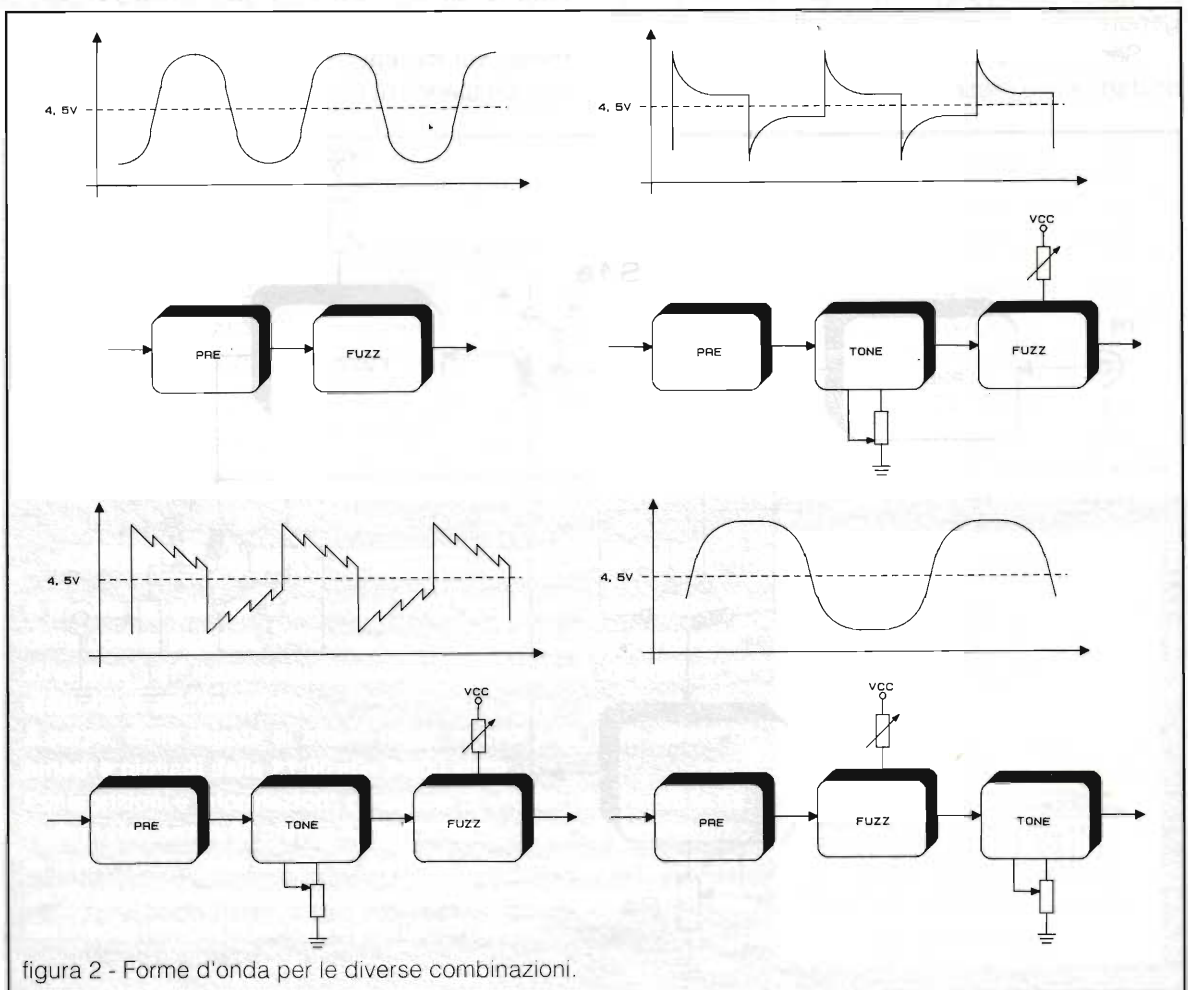 4, 5V
4, 5V
VCC
PRE
FUZZ
PRE
TONE
FUZZ
4, 5V
4, 5V
VCC
VCC
PRE
TONE
FUZZ
PRE
FUZZ
TONE
figura 2 - Forme d'onda per le diverse combinazioni.